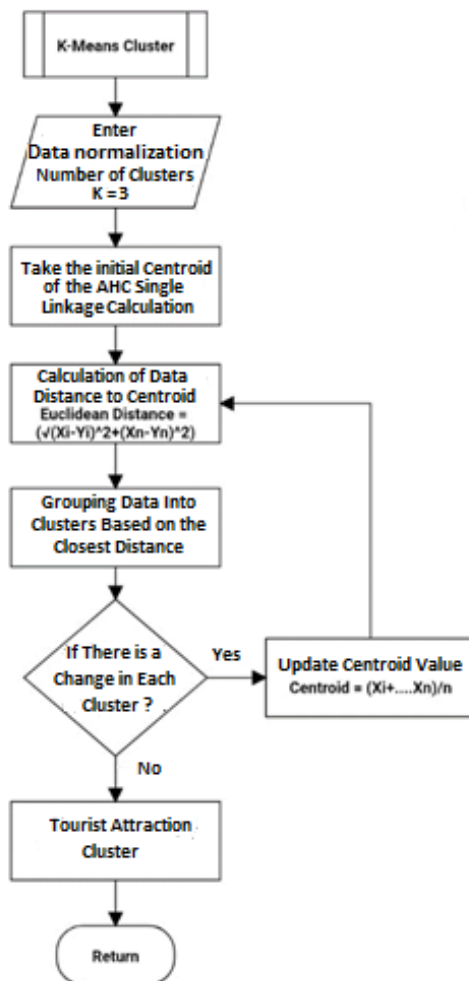 K-Means Cluster
Enter
Data normalization
Number of Clusters
K = 3
Take the initial Centroid
of the AHC Single
Linkage Calculation
Calculation of Data
Distance to Centroid
Euclidean Distance =
(√(Xi-Yi)^2+(Xn-Yn)^2)
Grouping Data Into
Clusters Based on the
Closest Distance
If There is a
Change in Each
Cluster ?
Yes
Update Centroid Value
Centroid = (Xi+.....Xn)/n
No
Tourist Attraction
Cluster
Return